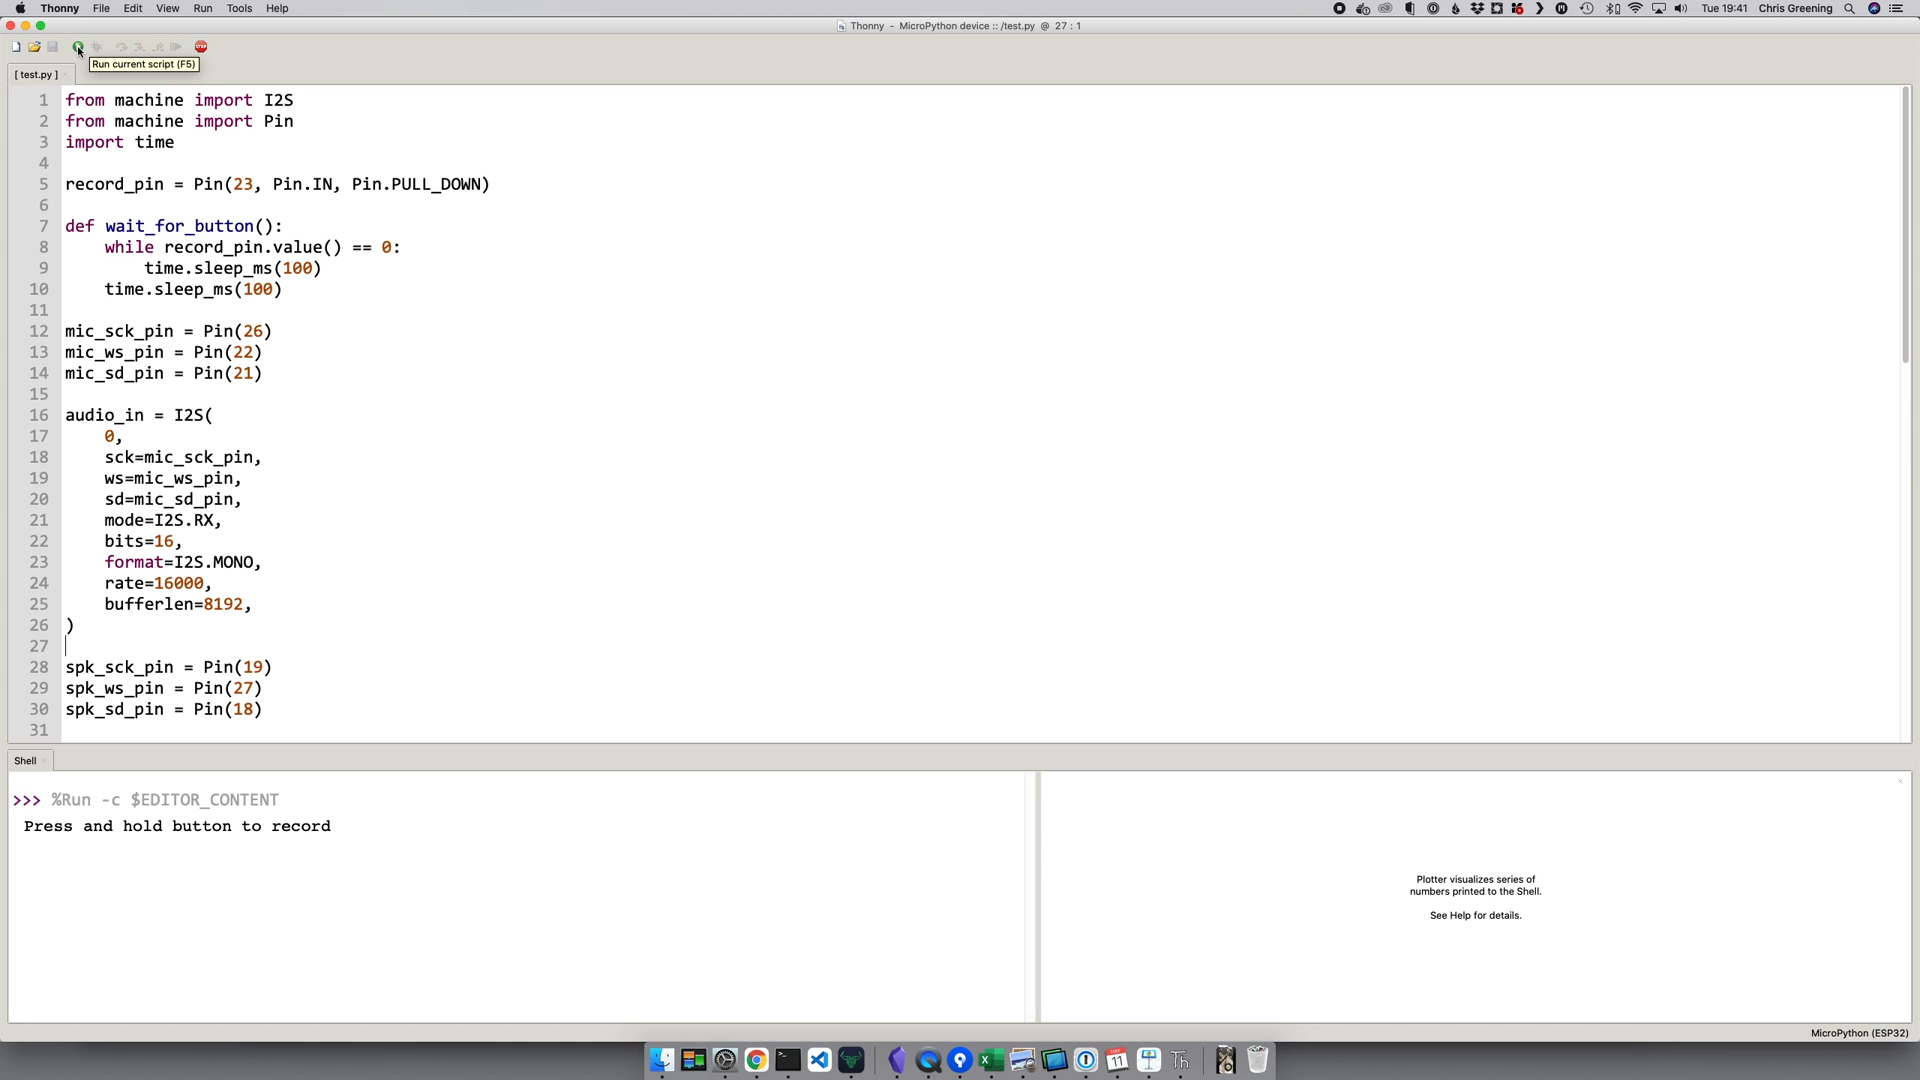 Thonny File Edit View Run Tools Help
Tue 19:41 Chris Greening
Thonny - MicroPython device :: /test.py @ 27 : 1
Run current script (F5)
[ test.py ]
1 from machine import I2S
2 from machine import Pin
3 import time
4
5 record_pin = Pin(23, Pin.IN, Pin.PULL_DOWN)
6
7 def wait_for_button():
8 while record_pin.value() == 0:
9 time.sleep_ms(100)
10 time.sleep_ms(100)
11
12 mic_sck_pin = Pin(26)
13 mic_ws_pin = Pin(22)
14 mic_sd_pin = Pin(21)
15
16 audio_in = I2S(
17 0,
18 sck=mic_sck_pin,
19 ws=mic_ws_pin,
20 sd=mic_sd_pin,
21 mode=I2S.RX,
22 bits=16,
23 format=I2S.MONO,
24 rate=16000,
25 bufferlen=8192,
26 )
27
28 spk_sck_pin = Pin(19)
29 spk_ws_pin = Pin(27)
30 spk_sd_pin = Pin(18)
31
Shell
>>> %Run -c $EDITOR_CONTENT
Press and hold button to record
Plotter visualizes series of
numbers printed to the Shell.
See Help for details.
MicroPython (ESP32)
11
Th